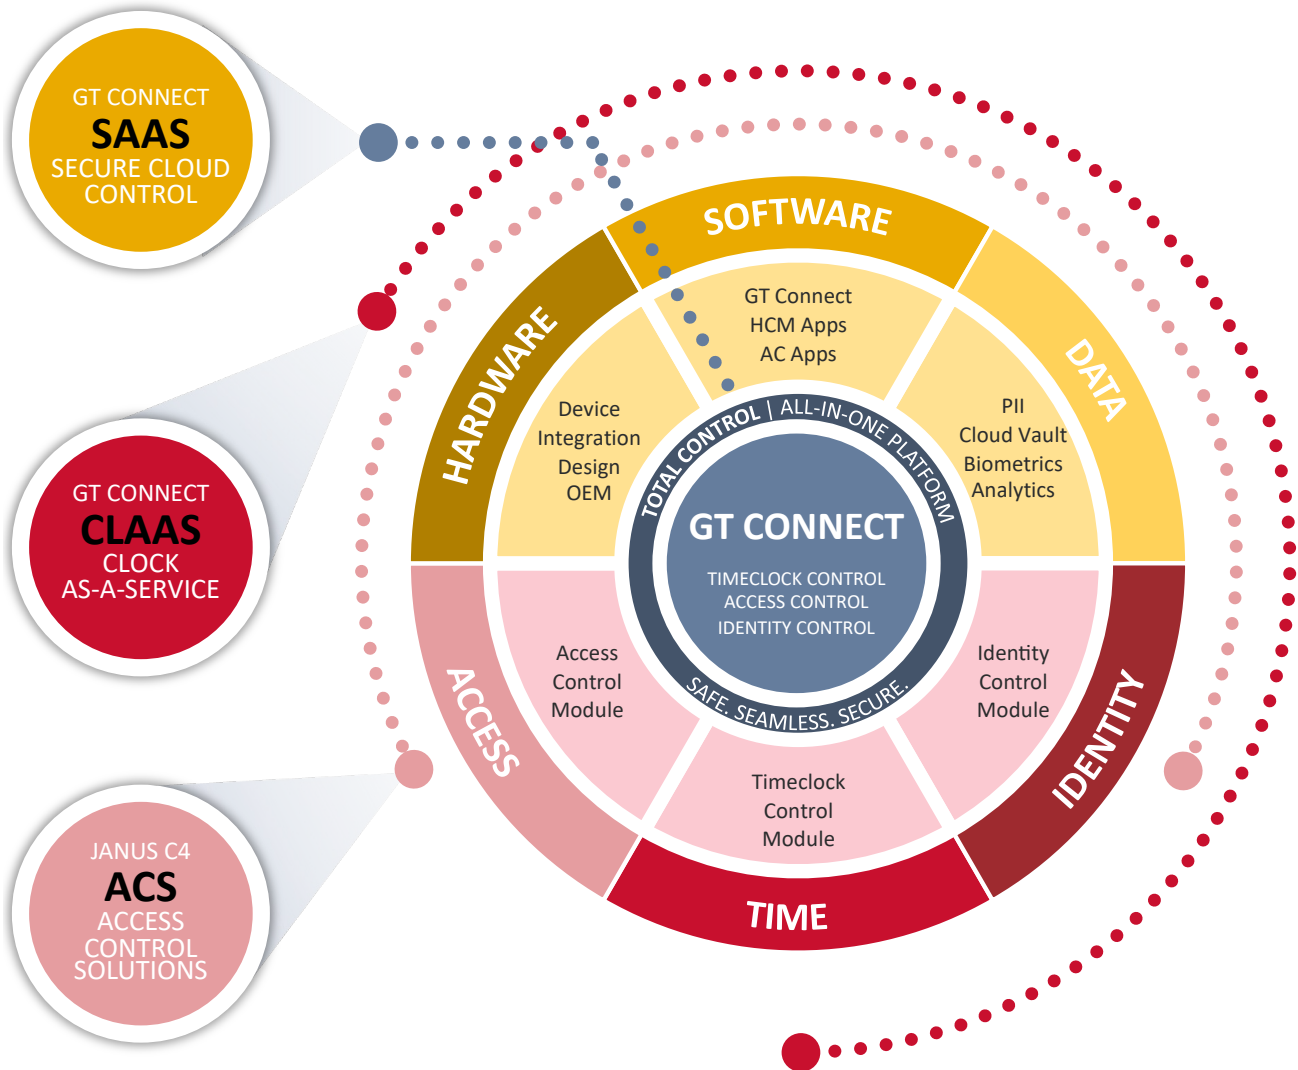 GT CONNECT
SAAS
SECURE CLOUD
CONTROL
GT CONNECT
CLAAS
CLOCK
AS-A-SERVICE
JANUS C4
ACS
ACCESS
CONTROL
SOLUTIONS
SOFTWARE
GT Connect
HCM Apps
AC Apps
HARDWARE
Device
Integration
Design
OEM
DATA
PII
Cloud Vault
Biometrics
Analytics
TOTAL CONTROL | ALL-IN-ONE PLATFORM
GT CONNECT
TIMECLOCK CONTROL
ACCESS CONTROL
IDENTITY CONTROL
SAFE. SEAMLESS. SECURE.
ACCESS
Access
Control
Module
IDENTITY
Identity
Control
Module
Timeclock
Control
Module
TIME